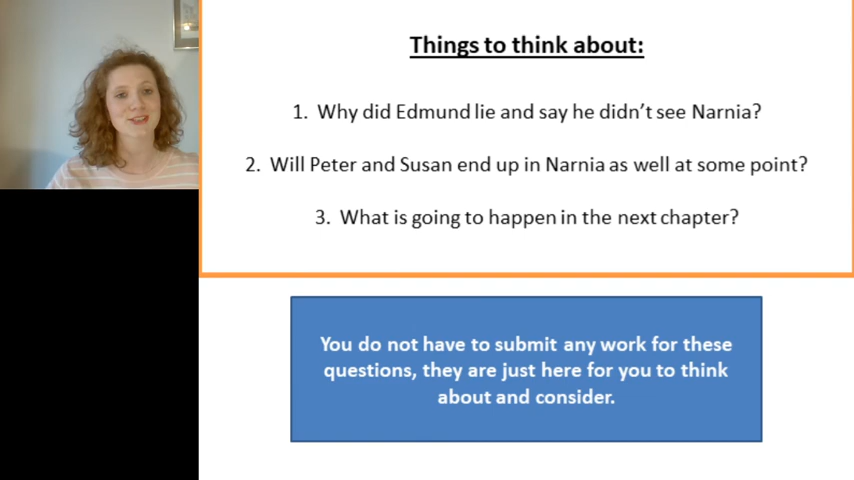 Things to think about:
1. Why did Edmund lie and say he didn't see Narnia?
2. Will Peter and Susan end up in Narnia as well at some point?
3. What is going to happen in the next chapter?
You do not have to submit any work for these
questions, they are just here for you to think
about and consider.